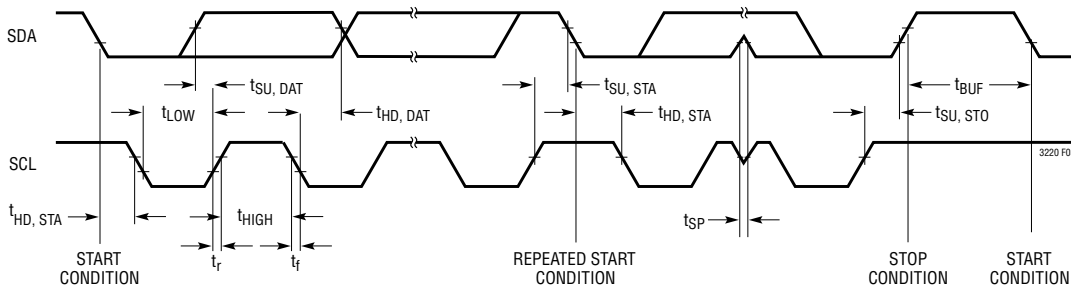 SDA
tSU, DAT
tSU, STA
tBUF
tLOW
tHD, DAT
tHD, STA
tSU, STO
SCL
3220 F0
tHD, STA
tHIGH
tSP
tr
tf
START
CONDITION
REPEATED START
CONDITION
STOP
CONDITION
START
CONDITION